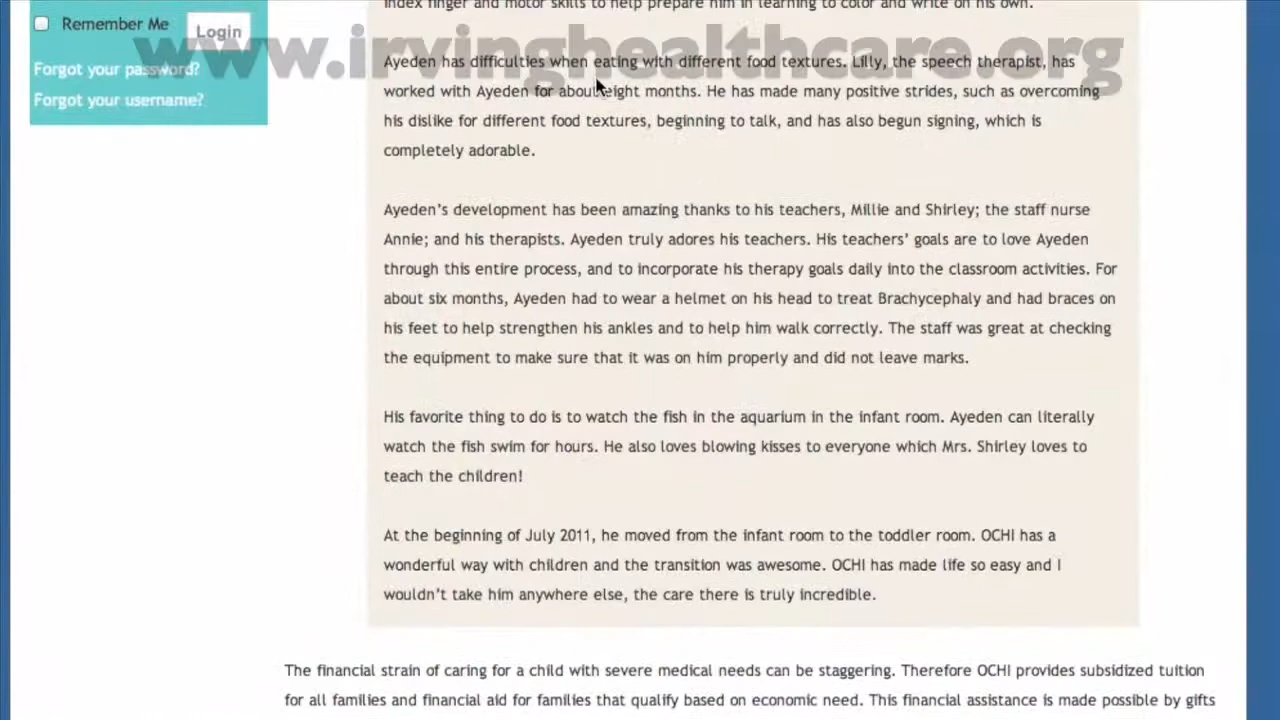 index finger and motor skills to help prepare him in learning to color and write on his own.
Remember Me
Login
www.irvinghealthcare.org
Forgot your password?
Forgot your username?
Ayeden has difficulties when eating with different food textures. Lilly, the speech therapist, has
worked with Ayeden for about eight months. He has made many positive strides, such as overcoming
his dislike for different food textures, beginning to talk, and has also begun signing, which is
completely adorable.
Ayeden’s development has been amazing thanks to his teachers, Millie and Shirley; the staff nurse
Annie; and his therapists. Ayeden truly adores his teachers. His teachers’ goals are to love Ayeden
through this entire process, and to incorporate his therapy goals daily into the classroom activities. For
about six months, Ayeden had to wear a helmet on his head to treat Brachycephaly and had braces on
his feet to help strengthen his ankles and to help him walk correctly. The staff was great at checking
the equipment to make sure that it was on him properly and did not leave marks.
His favorite thing to do is to watch the fish in the aquarium in the infant room. Ayeden can literally
watch the fish swim for hours. He also loves blowing kisses to everyone which Mrs. Shirley loves to
teach the children!
At the beginning of July 2011, he moved from the infant room to the toddler room. OCHI has a
wonderful way with children and the transition was awesome. OCHI has made life so easy and I
wouldn’t take him anywhere else, the care there is truly incredible.
The financial strain of caring for a child with severe medical needs can be staggering. Therefore OCHI provides subsidized tuition
for all families and financial aid for families that qualify based on economic need. This financial assistance is made possible by gifts